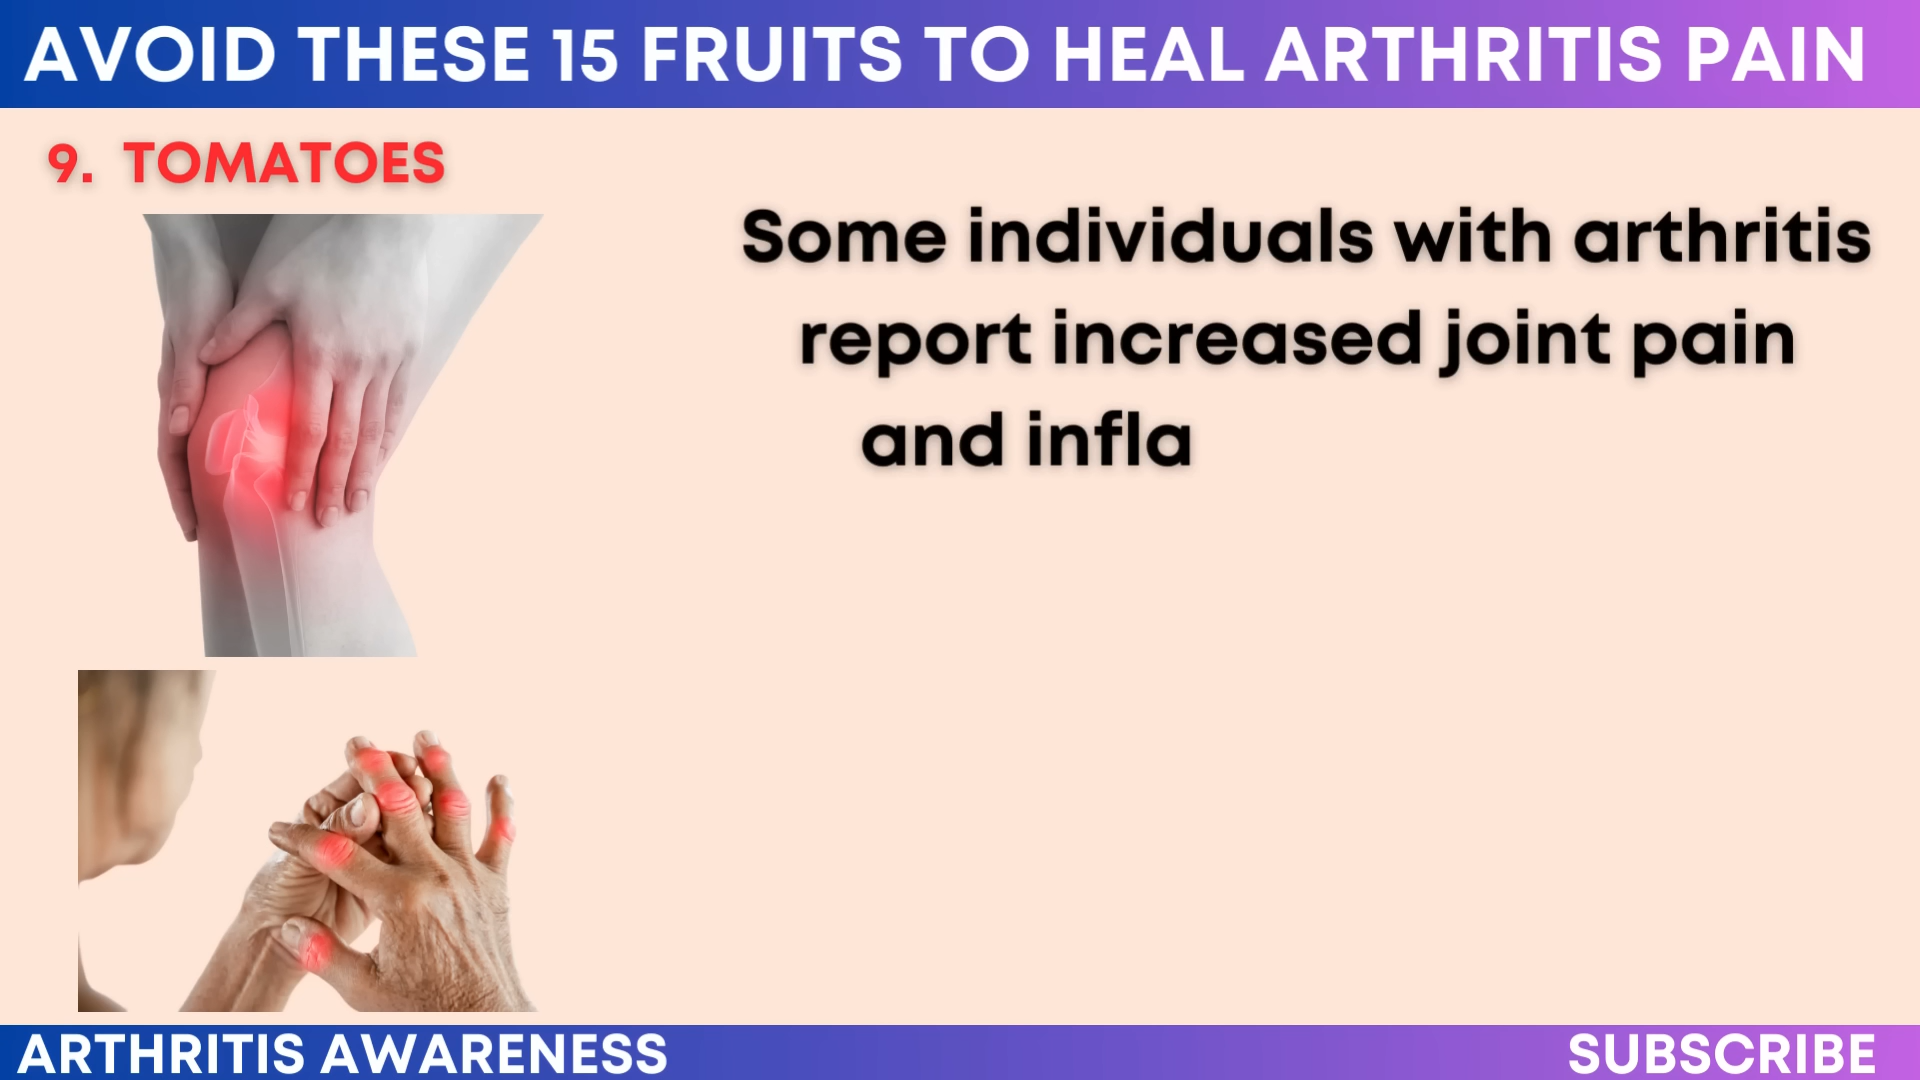 AVOID THESE 15 FRUITS TO HEAL ARTHRITIS PAIN
9. TOMATOES
Some individuals with arthritis
report increased joint pain
and infla
ARTHRITIS AWARENESS
SUBSCRIBE